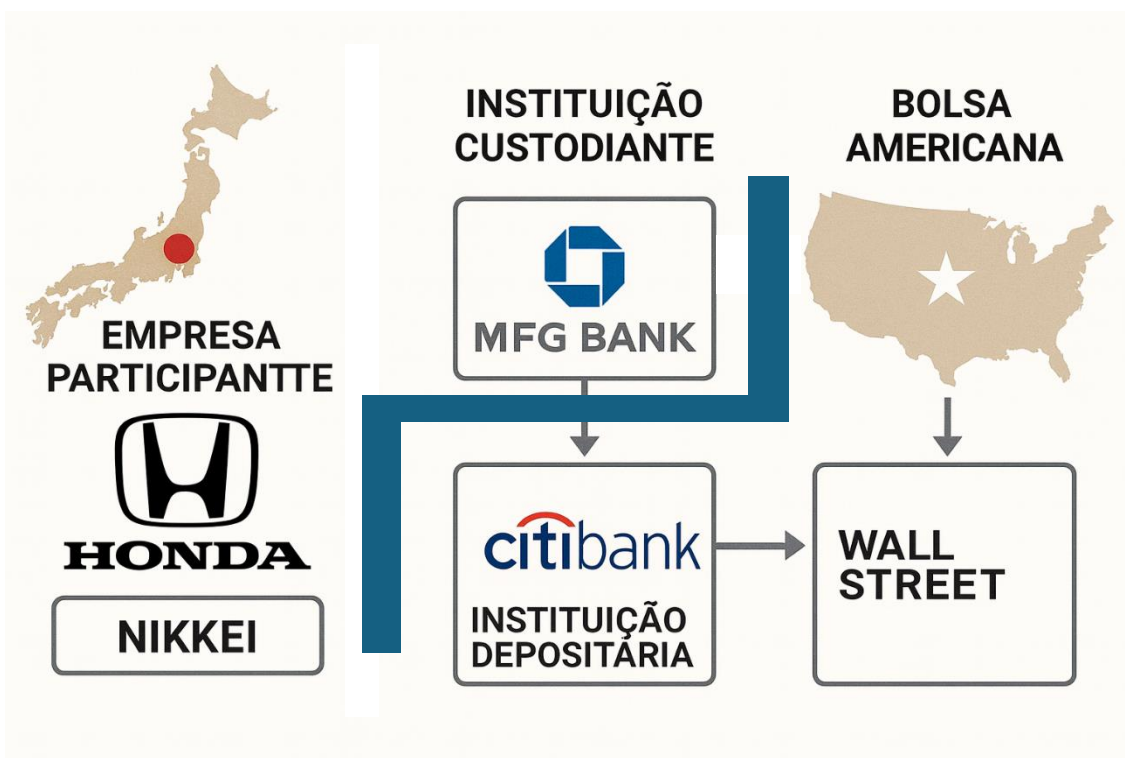 EMPRESA
PARTICIPANTTE
HONDA
NIKKEI
INSTITUIÇÃO
CUSTODIANTE
MFG BANK
citibank
INSTITUIÇÃO
DEPOSITÁRIA
BOLSA
AMERICANA
WALL
STREET